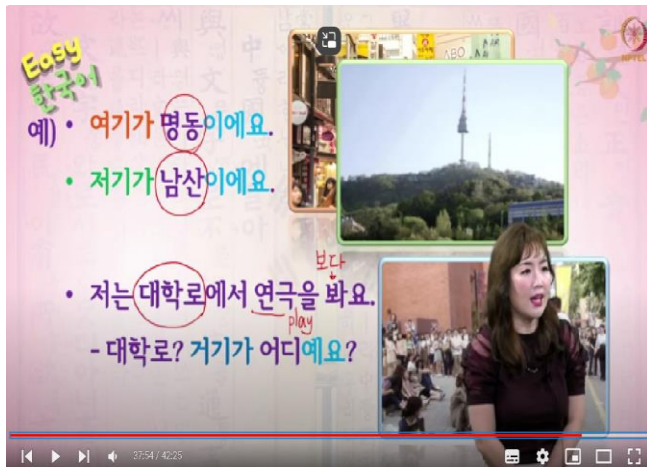 Easy
한국어
ABO
NPTEL
예) • 여기가 명동이에요.
• 저기가 남산이에요.
보다
• 저는 대학로에서 연극을 봐요.
play
- 대학로? 거기가 어디예요?
37:54 / 42:25